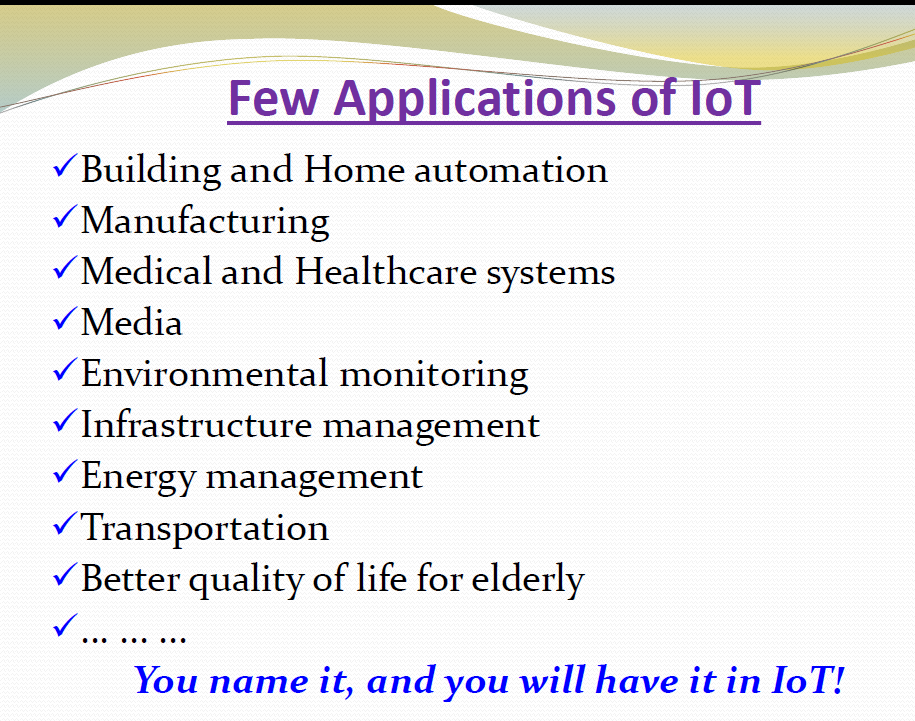 Few Applications of IoT
✓Building and Home automation
✓Manufacturing
✓Medical and Healthcare systems
✓Media
✓Environmental monitoring
✓Infrastructure management
✓Energy management
✓Transportation
✓Better quality of life for elderly
✓... ... ...
You name it, and you will have it in IoT!